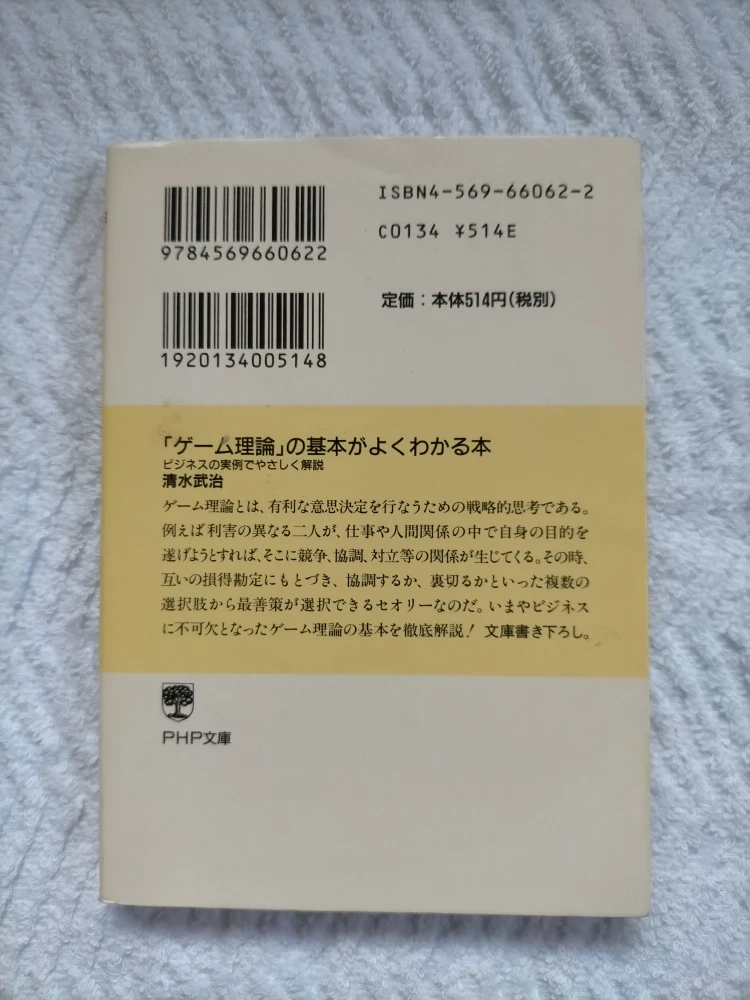 ISBN4-569-66062-2
C0134 ¥514E
9784569660622
定価：本体514円（税別）
1920134005148
「ゲーム理論」の基本がよくわかる本
ビジネスの実例でやさしく解説
清水武治
ゲーム理論とは、有利な意思決定を行なうための戦略的思考である。
例えば利害の異なる二人が、仕事や人間関係の中で自身の目的を
遂げようとすれば、そこに競争、協調、対立等の関係が生じてくる。その時、
互いの損得勘定にもとづき、協調するか、裏切るかといった複数の
選択肢から最善策が選択できるセオリーなのだ。いまやビジネス
に不可欠となったゲーム理論の基本を徹底解説！ 文庫書き下ろし。
PHP文庫